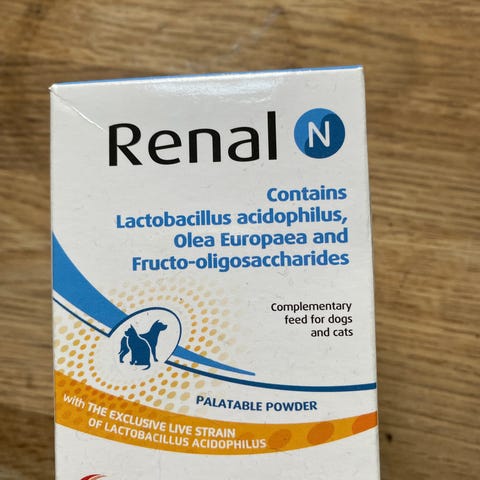 Renal N
Contains
Lactobacillus acidophilus,
Olea Europaea and
Fructo-oligosaccharides
Complementary
feed for dogs
and cats
PALATABLE POWDER
with THE EXCLUSIVE LIVE STRAIN
OF LACTOBACILLUS ACIDOPHILUS